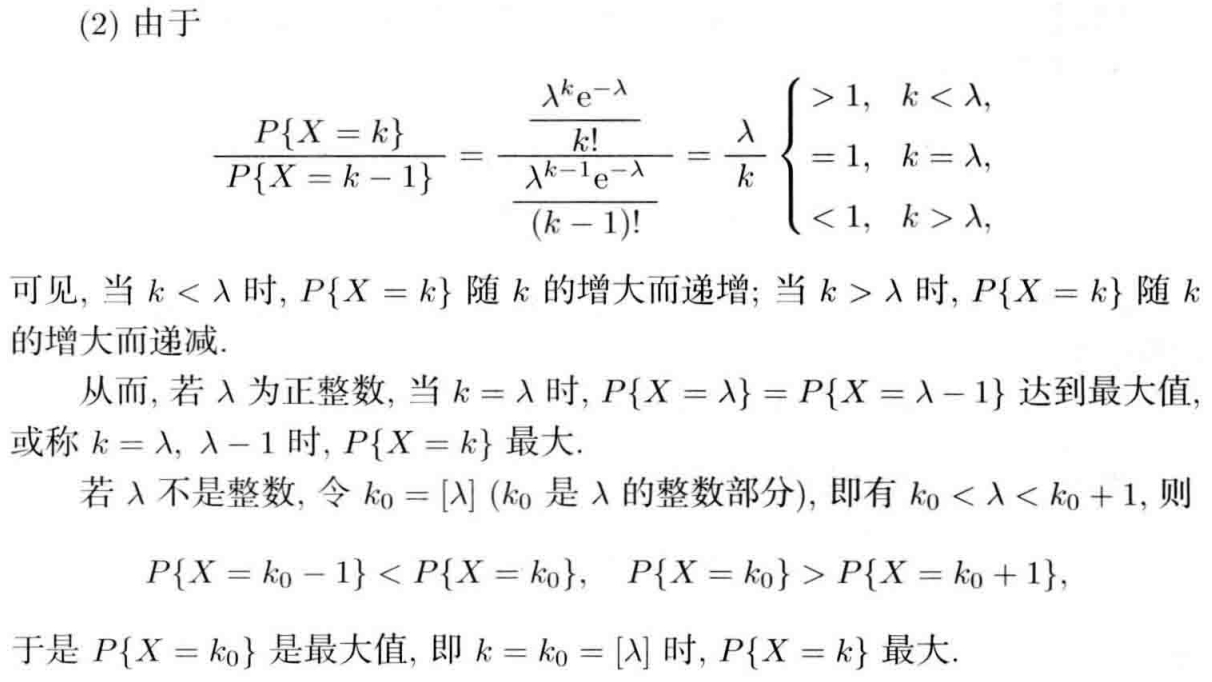 (2) 由于
$$\frac{P\{X=k\}}{P\{X=k-1\}}=\frac{\dfrac{\lambda^{k}\mathrm{e}^{-\lambda}}{k!}}{\dfrac{\lambda^{k-1}\mathrm{e}^{-\lambda}}{(k-1)!}}=\frac{\lambda}{k}\begin{cases}>1, & k<\lambda,\\ =1, & k=\lambda,\\ <1, & k>\lambda,\end{cases}$$
可见, 当 $k<\lambda$ 时, $P\{X=k\}$ 随 $k$ 的增大而递增; 当 $k>\lambda$ 时, $P\{X=k\}$ 随 $k$
的增大而递减.
从而, 若 $\lambda$ 为正整数, 当 $k=\lambda$ 时, $P\{X=\lambda\}=P\{X=\lambda-1\}$ 达到最大值,
或称 $k=\lambda,\ \lambda-1$ 时, $P\{X=k\}$ 最大.
若 $\lambda$ 不是整数, 令 $k_0=[\lambda]$ ($k_0$ 是 $\lambda$ 的整数部分), 即有 $k_0<\lambda<k_0+1$, 则
$$P\{X=k_0-1\}<P\{X=k_0\},\quad P\{X=k_0\}>P\{X=k_0+1\},$$
于是 $P\{X=k_0\}$ 是最大值, 即 $k=k_0=[\lambda]$ 时, $P\{X=k\}$ 最大.